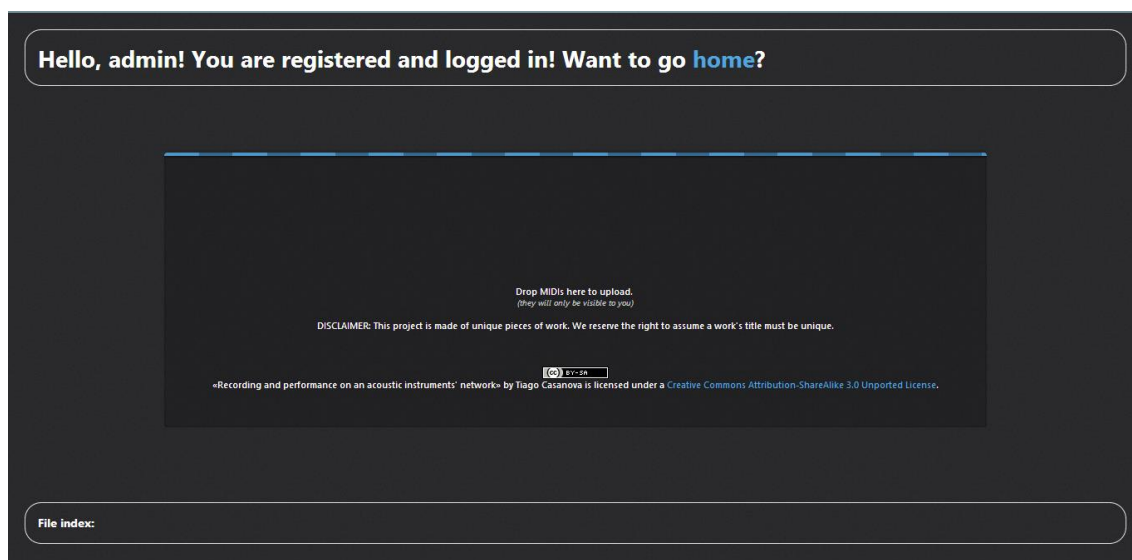 Hello, admin! You are registered and logged in! Want to go home?
Drop MIDIs here to upload.
(they will only be visible to you)
DISCLAIMER: This project is made of unique pieces of work. We reserve the right to assume a work's title must be unique.
(cc) BY-SA
«Recording and performance on an acoustic instruments' network» by Tiago Casanova is licensed under a Creative Commons Attribution-ShareAlike 3.0 Unported License.
File index: